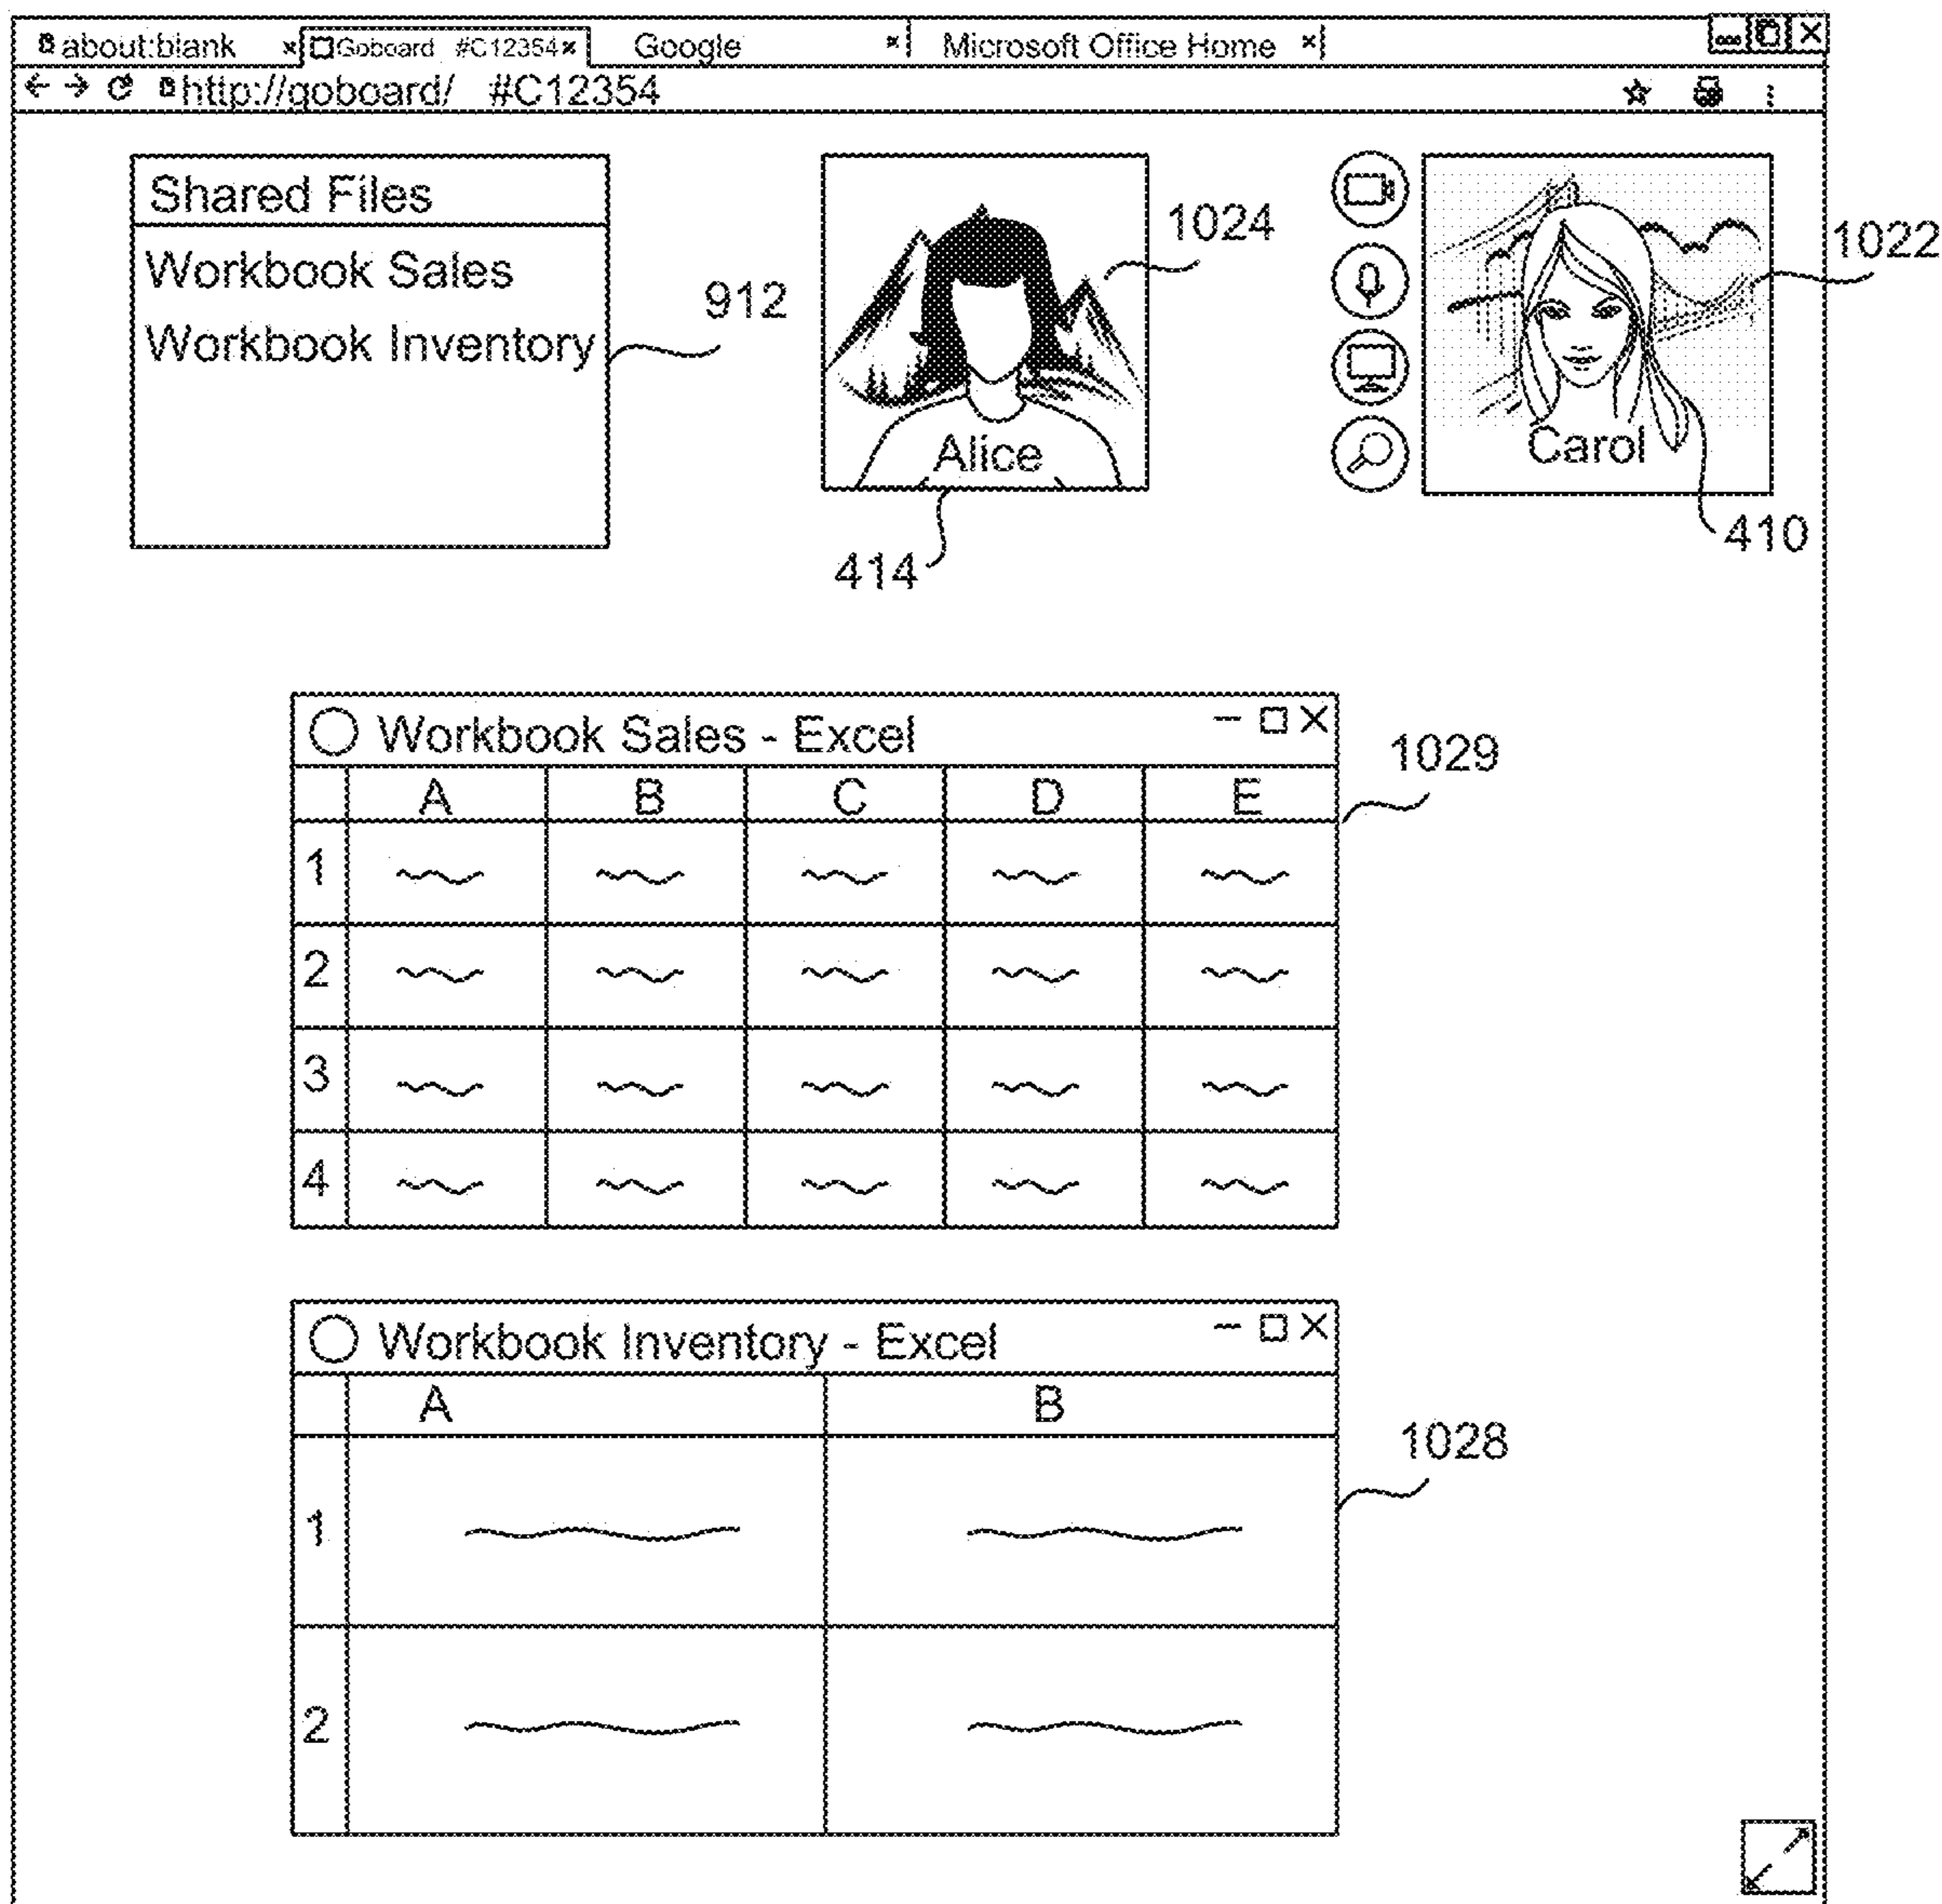 about:blank × Goboard #C12354 × Google × Microsoft Office Home ×
http://goboard/ #C12354
Shared Files
Workbook Sales
Workbook Inventory
912
Alice
1024
414
Carol
1022
410
Workbook Sales - Excel
A B C D E
1
2
3
4
1029
Workbook Inventory - Excel
A B
1
2
1028